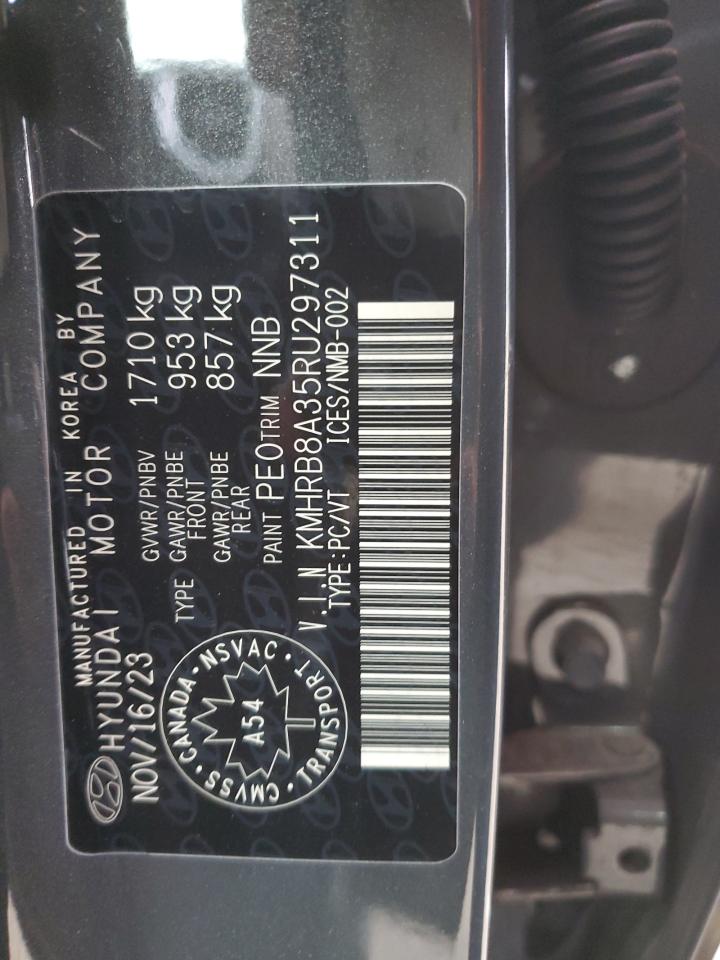 MANUFACTURED IN KOREA BY
HYUNDAI MOTOR COMPANY
NOV/16/23
GVWR/PNBV 1710 kg
TYPE GAWR/PNBE FRONT 953 kg
GAWR/PNBE REAR 857 kg
PAINT PE0 TRIM NNB
V.I.N KMHRB8A35RU297311
TYPE:PC/VT ICES/NMB-002
CANADA · NSVAC · TRANSPORT · CMVSS ·
A54